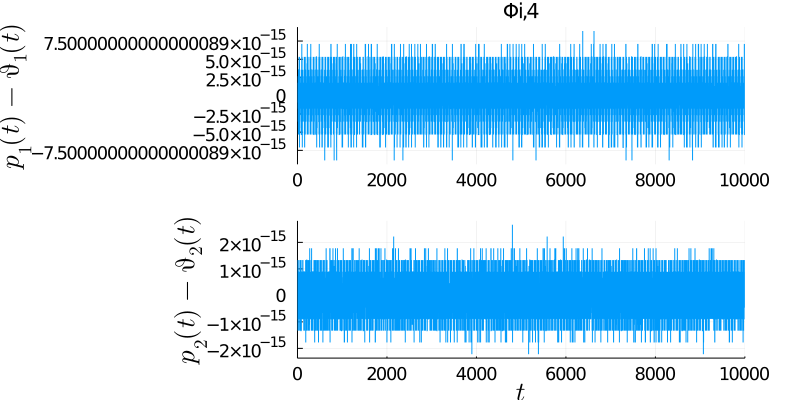 Φi,4
p₁(t) − ϑ₁(t)
7.500000000000000089×10⁻¹⁵
5.0×10⁻¹⁵
2.5×10⁻¹⁵
0
−2.5×10⁻¹⁵
−5.0×10⁻¹⁵
−7.500000000000000089×10⁻¹⁵
0 2000 4000 6000 8000 10000
p₂(t) − ϑ₂(t)
2×10⁻¹⁵
1×10⁻¹⁵
0
−1×10⁻¹⁵
−2×10⁻¹⁵
0 2000 4000 6000 8000 10000
t